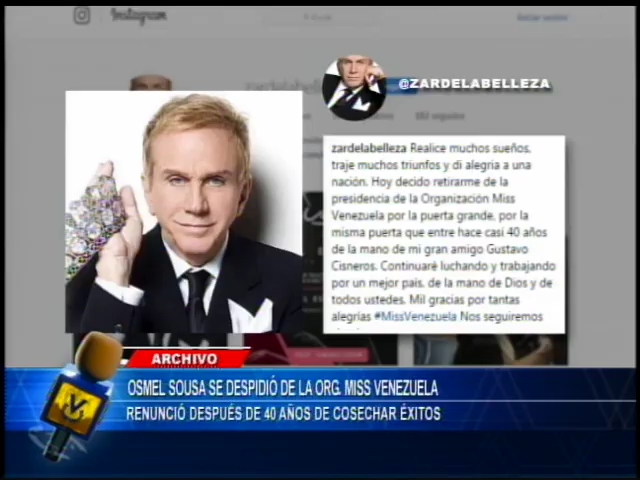 Instagram
@ZARDELABELLEZA
zardelabelleza Realice muchos sueños,
traje muchos triunfos y di alegria a una
nación. Hoy decido retirarme de la
presidencia de la Organización Miss
Venezuela por la puerta grande, por la
misma puerta que entre hace casi 40 años
de la mano de mi gran amigo Gustavo
Cisneros. Continuaré luchando y trabajando
por un mejor pais, de la mano de Dios y de
todos ustedes. Mil gracias por tantas
alegrías #MissVenezuela Nos seguiremos
ARCHIVO
OSMEL SOUSA SE DESPIDIÓ DE LA ORG. MISS VENEZUELA
RENUNCIÓ DESPUÉS DE 40 AÑOS DE COSECHAR ÉXITOS